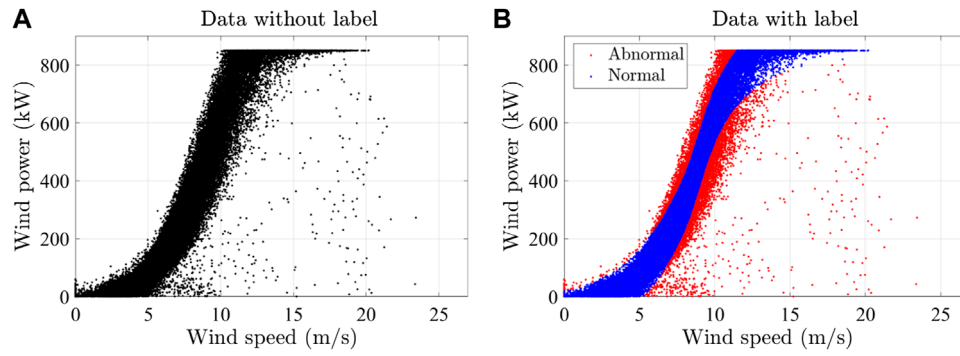 A
Data without label
Wind power (kW)
800
600
400
200
0
0 5 10 15 20 25
Wind speed (m/s)
B
Data with label
Abnormal
Normal
Wind power (kW)
800
600
400
200
0
0 5 10 15 20 25
Wind speed (m/s)